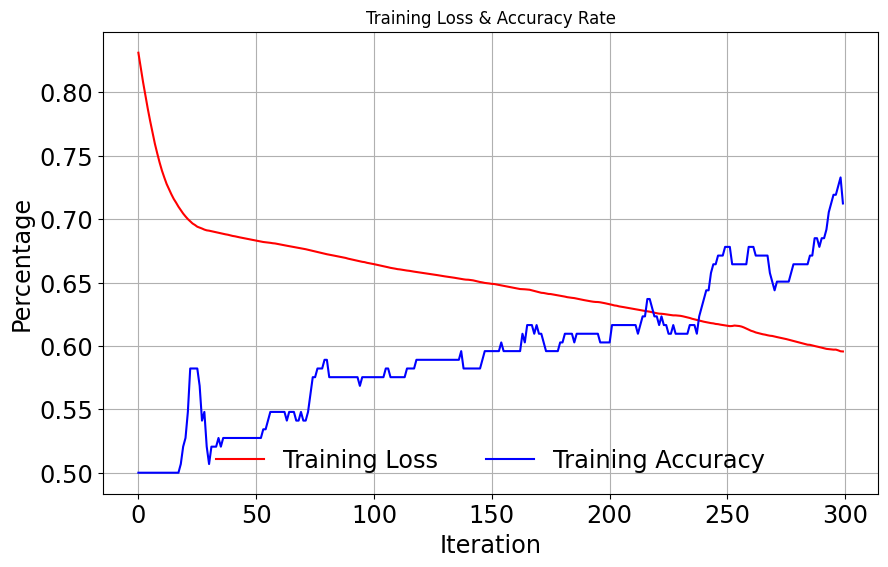 Training Loss & Accuracy Rate
Percentage
0.80
0.75
0.70
0.65
0.60
0.55
0.50
Training Loss
Training Accuracy
0 50 100 150 200 250 300
Iteration